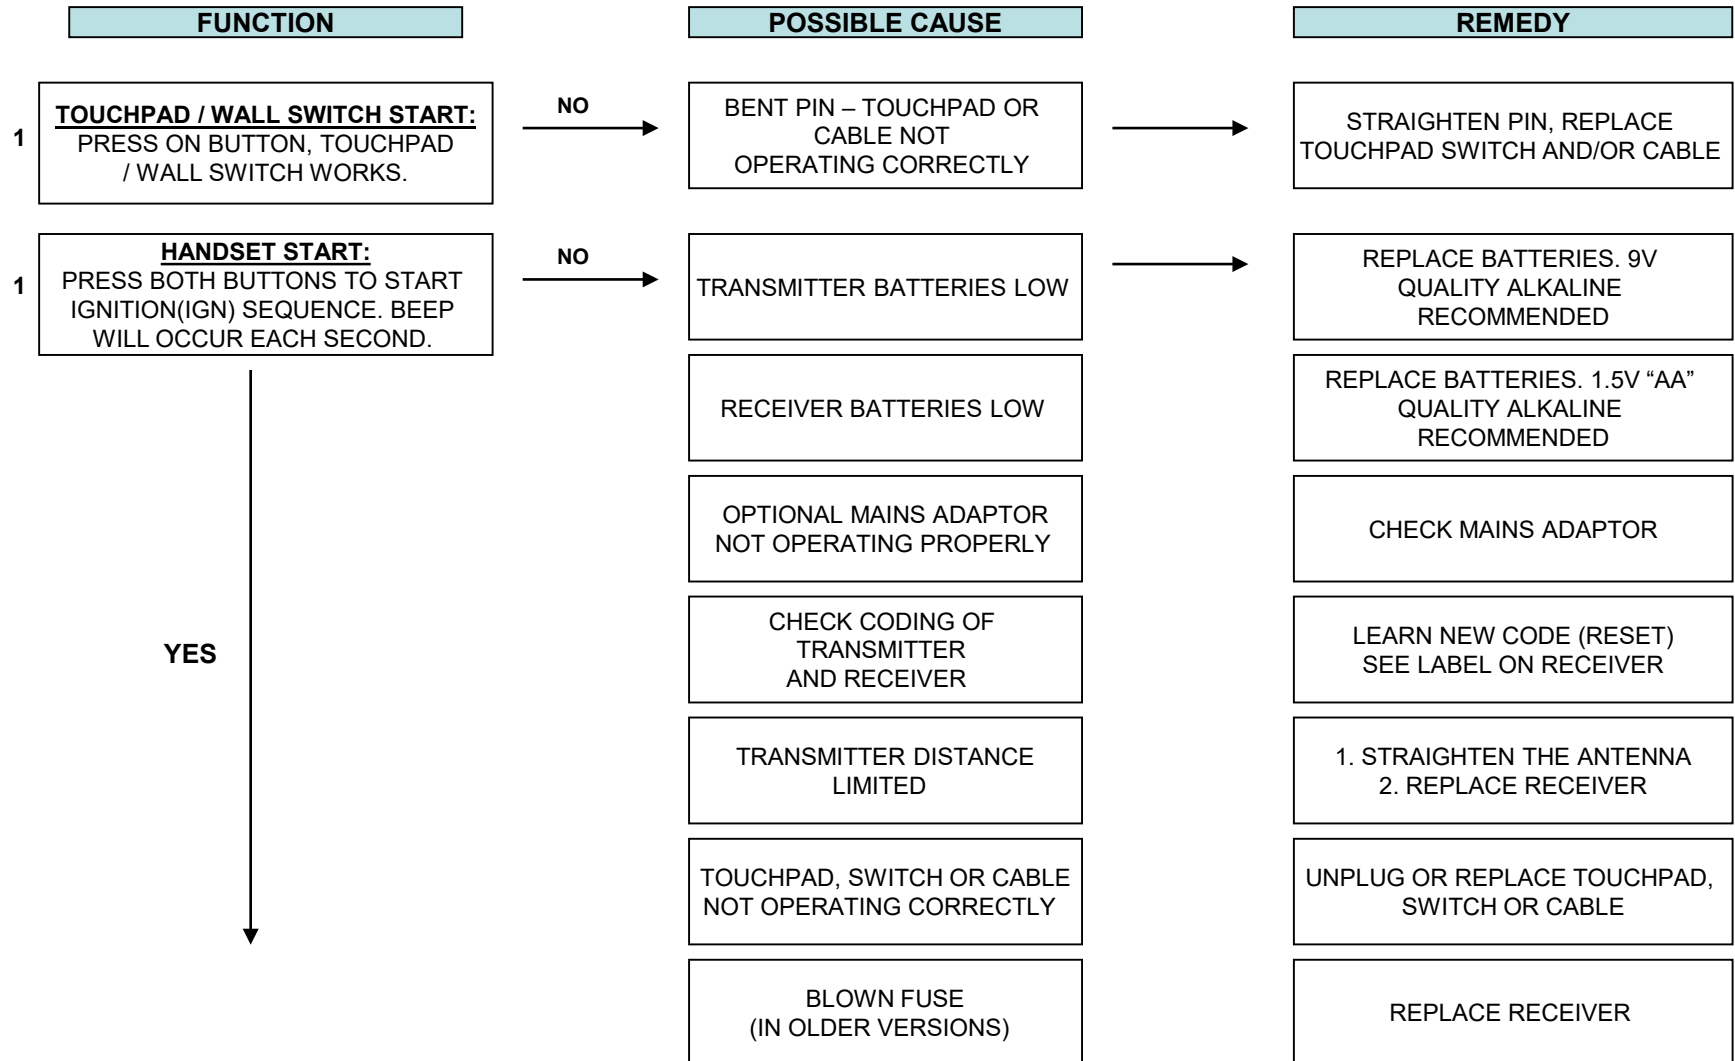 FUNCTION
POSSIBLE CAUSE
REMEDY
1
TOUCHPAD / WALL SWITCH START:
PRESS ON BUTTON, TOUCHPAD
/ WALL SWITCH WORKS.
NO
BENT PIN – TOUCHPAD OR
CABLE NOT
OPERATING CORRECTLY
STRAIGHTEN PIN, REPLACE
TOUCHPAD SWITCH AND/OR CABLE
1
HANDSET START:
PRESS BOTH BUTTONS TO START
IGNITION(IGN) SEQUENCE. BEEP
WILL OCCUR EACH SECOND.
NO
TRANSMITTER BATTERIES LOW
REPLACE BATTERIES. 9V
QUALITY ALKALINE
RECOMMENDED
RECEIVER BATTERIES LOW
REPLACE BATTERIES. 1.5V “AA”
QUALITY ALKALINE
RECOMMENDED
OPTIONAL MAINS ADAPTOR
NOT OPERATING PROPERLY
CHECK MAINS ADAPTOR
YES
CHECK CODING OF
TRANSMITTER
AND RECEIVER
LEARN NEW CODE (RESET)
SEE LABEL ON RECEIVER
TRANSMITTER DISTANCE
LIMITED
1. STRAIGHTEN THE ANTENNA
2. REPLACE RECEIVER
TOUCHPAD, SWITCH OR CABLE
NOT OPERATING CORRECTLY
UNPLUG OR REPLACE TOUCHPAD,
SWITCH OR CABLE
BLOWN FUSE
(IN OLDER VERSIONS)
REPLACE RECEIVER